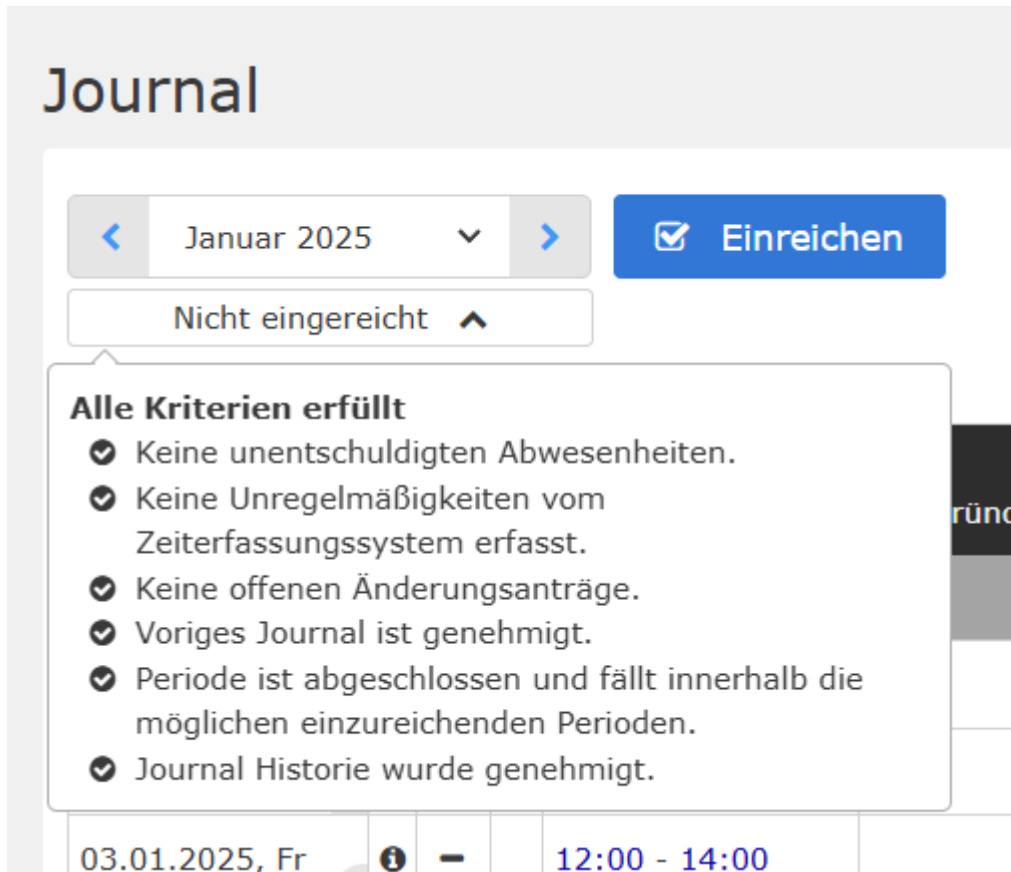 Journal
Januar 2025
Einreichen
Nicht eingereicht
Alle Kriterien erfüllt
Keine unentschuldigten Abwesenheiten.
Keine Unregelmäßigkeiten vom
Zeiterfassungssystem erfasst.
Keine offenen Änderungsanträge.
Voriges Journal ist genehmigt.
Periode ist abgeschlossen und fällt innerhalb die
möglichen einzureichenden Perioden.
Journal Historie wurde genehmigt.
03.01.2025, Fr
12:00 - 14:00